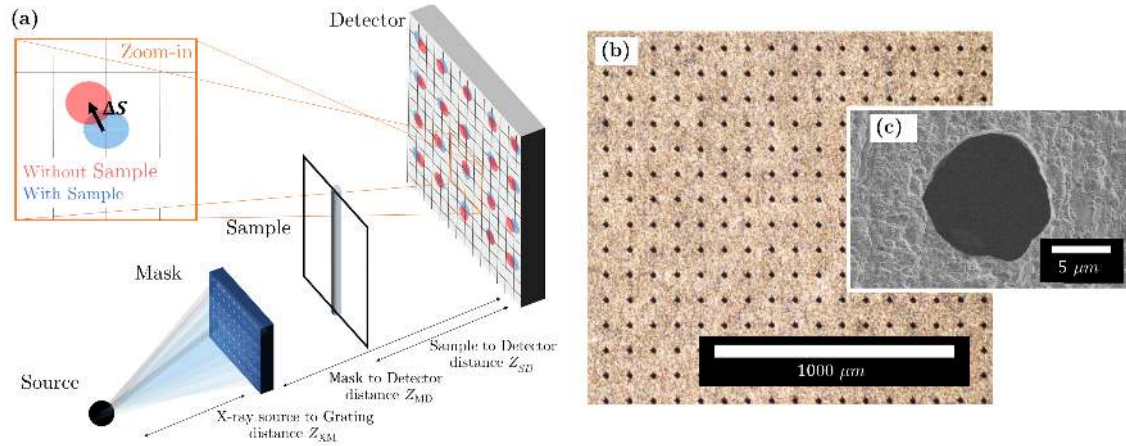 (a)
Detector
Zoom-in
ΔS
Without Sample
With Sample
Sample
Mask
Source
Sample to Detector
distance Z_SD
Mask to Detector
distance Z_MD
X-ray source to Grating
distance Z_XM
(b)
1000 μm
(c)
5 μm